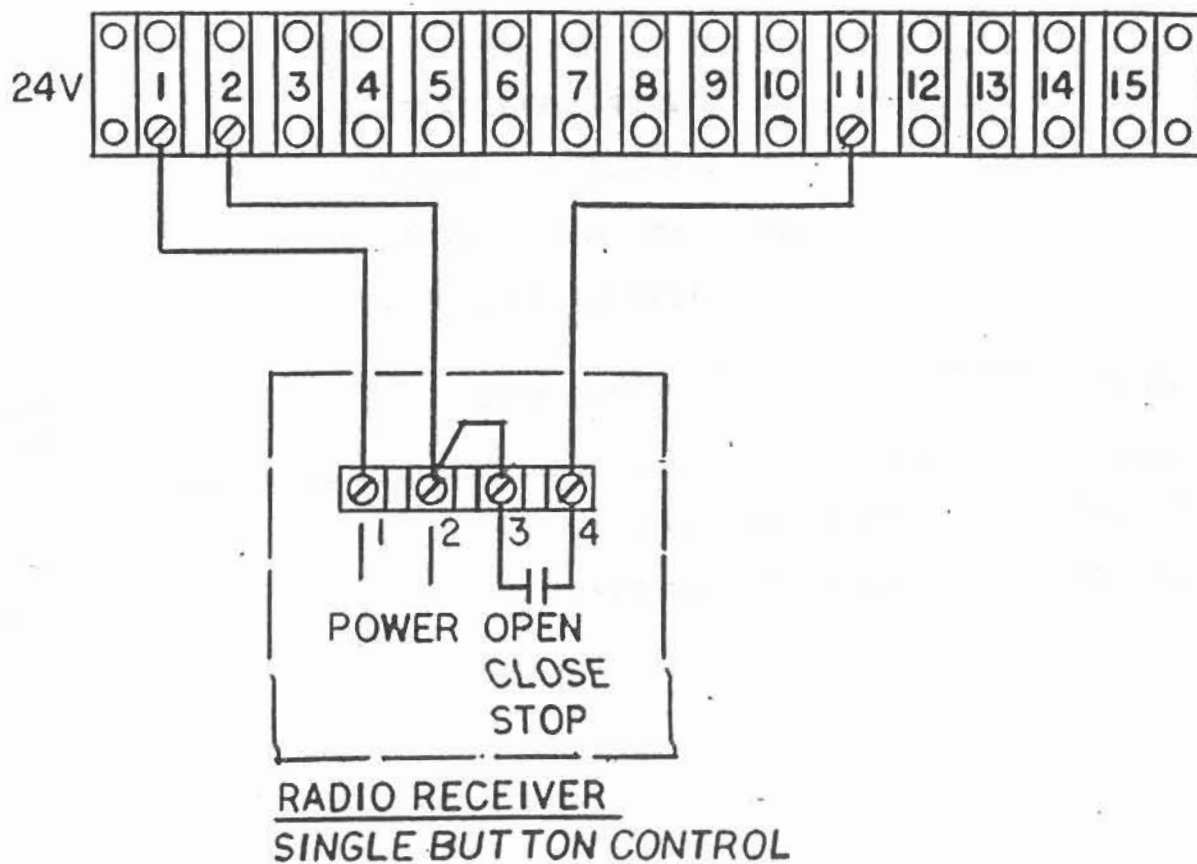 24V 1 2 3 4 5 6 7 8 9 10 11 12 13 14 15
1 2 3 4
POWER OPEN
CLOSE
STOP
RADIO RECEIVER
SINGLE BUTTON CONTROL